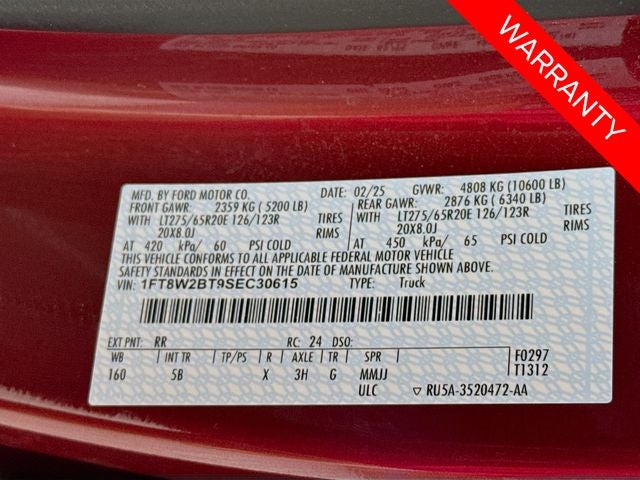 WARRANTY
MFD. BY FORD MOTOR CO. 02/25 GVWR: 4808 KG (10600 LB)
FRONT GAWR: 2359 KG (5200 LB) REAR GAWR: 2876 KG (6340 LB)
WITH LT275/65R20E 126/123R TIRES WITH LT275/65R20E 126/123R TIRES
20X8.0J RIMS 20X8.0J RIMS
AT 420 kPa/ 60 PSI COLD AT 450 kPa/ 65 PSI COLD
THIS VEHICLE CONFORMS TO ALL APPLICABLE FEDERAL MOTOR VEHICLE
SAFETY STANDARDS IN EFFECT ON THE DATE OF MANUFACTURE SHOWN ABOVE.
VIN: 1FT8W2BT9SEC30615 TYPE: Truck
EXT PNT: RR RC: 24 DSO: F0297
WB INT TR TP/PS R AXLE TR SPR T1312
160 5B X 3H G MMJJ
ULC ▽ RU5A-3520472-AA